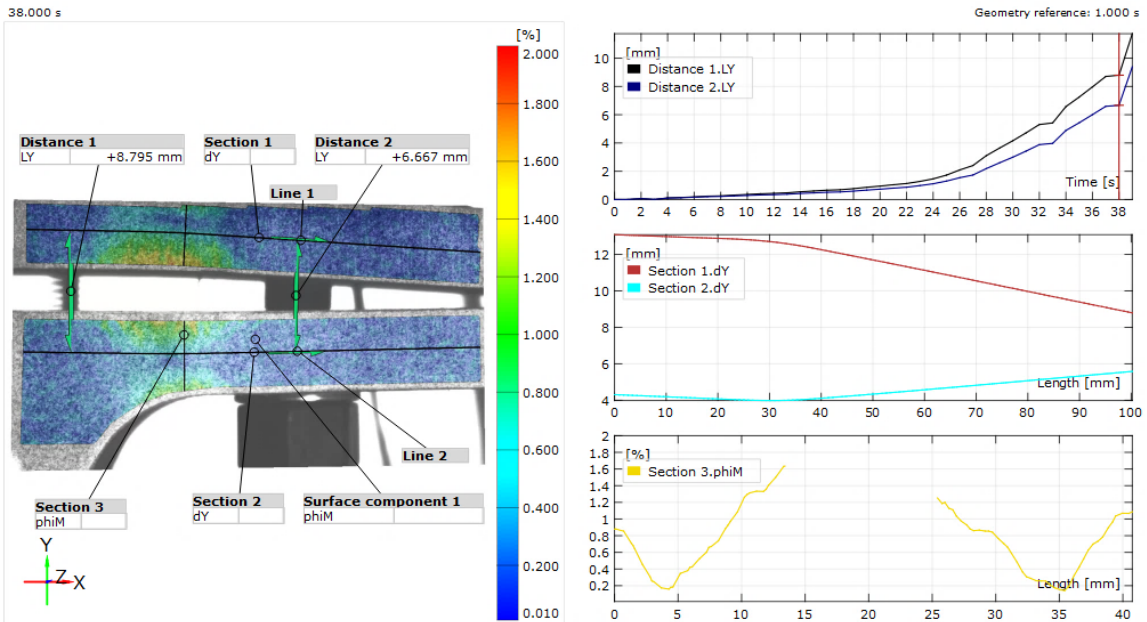 38.000 s
Geometry reference: 1.000 s
[%]
2.000
1.800
1.600
1.400
1.200
1.000
0.800
0.600
0.400
0.200
0.010
Distance 1
LY +8.795 mm
Section 1
dY
Distance 2
LY +6.667 mm
Line 1
Line 2
Section 3
phiM
Section 2
dY
Surface component 1
phiM
Y
Z
X
[mm]
Distance 1.LY
Distance 2.LY
10
8
6
4
2
0
Time [s]
0 2 4 6 8 10 12 14 16 18 20 22 24 26 28 30 32 34 36 38
[mm]
Section 1.dY
Section 2.dY
12
10
8
6
4
Length [mm]
0 10 20 30 40 50 60 70 80 90 100
[%]
Section 3.phiM
2
1.8
1.6
1.4
1.2
1
0.8
0.6
0.4
0.2
Length [mm]
0 5 10 15 20 25 30 35 40